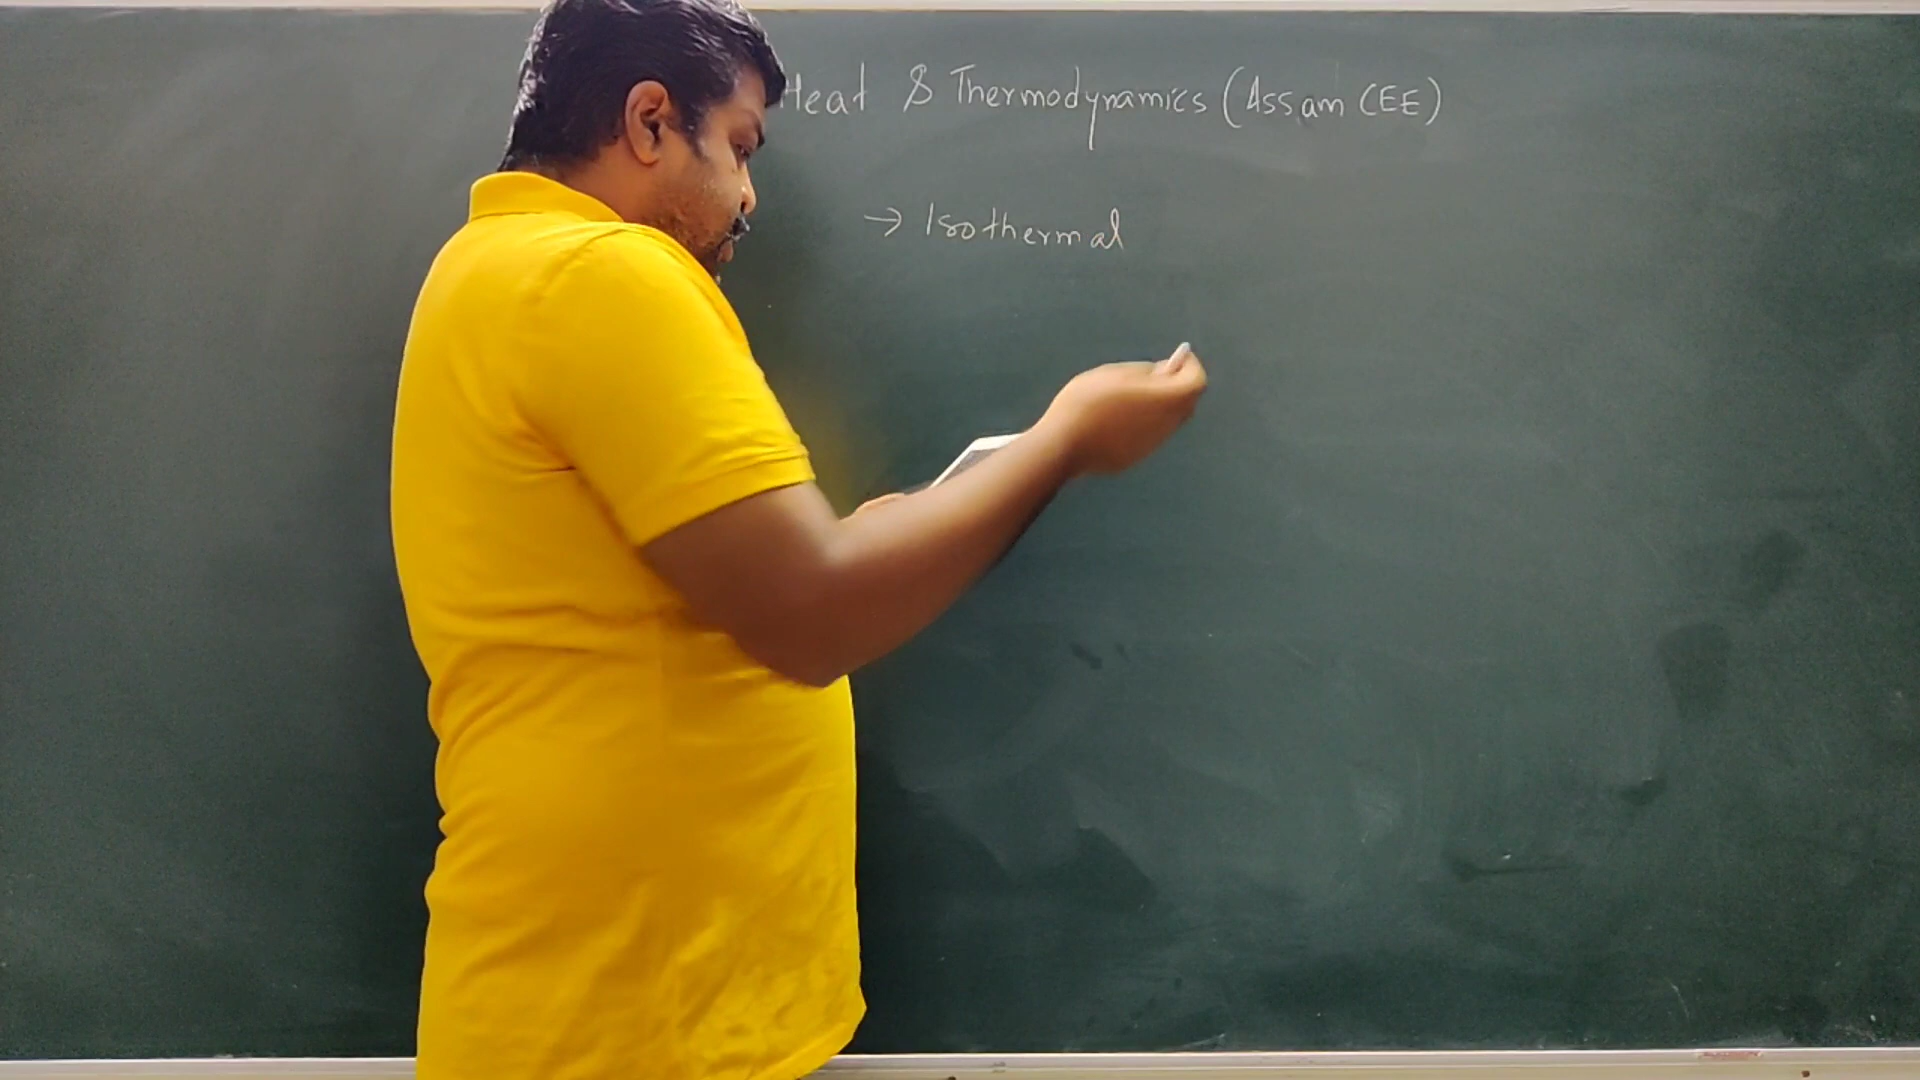 Heat & Thermodynamics (Assam CEE)
→ Isothermal